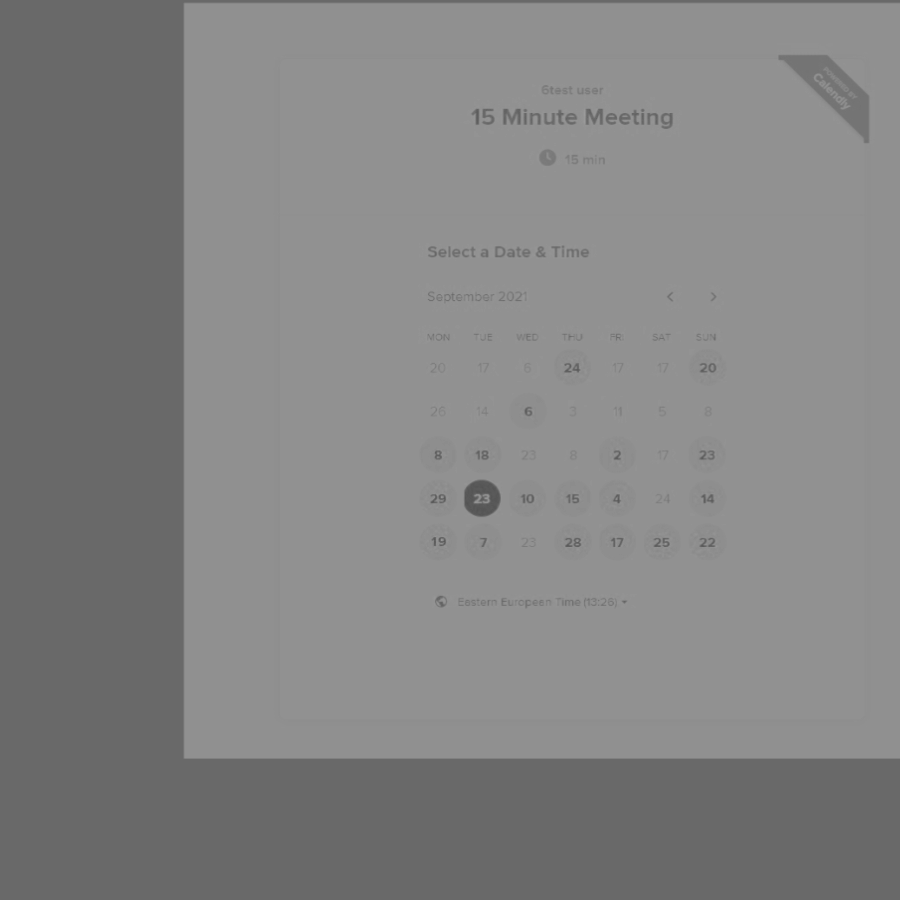 POWERED BY
Calendly
6test user
15 Minute Meeting
15 min
Select a Date & Time
September 2021
MON TUE WED THU FRI SAT SUN
20 17 6 24 17 17 20
26 14 6 3 11 5 8
8 18 23 8 2 17 23
29 23 10 15 4 24 14
19 7 23 28 17 25 22
Eastern European Time (13:26)